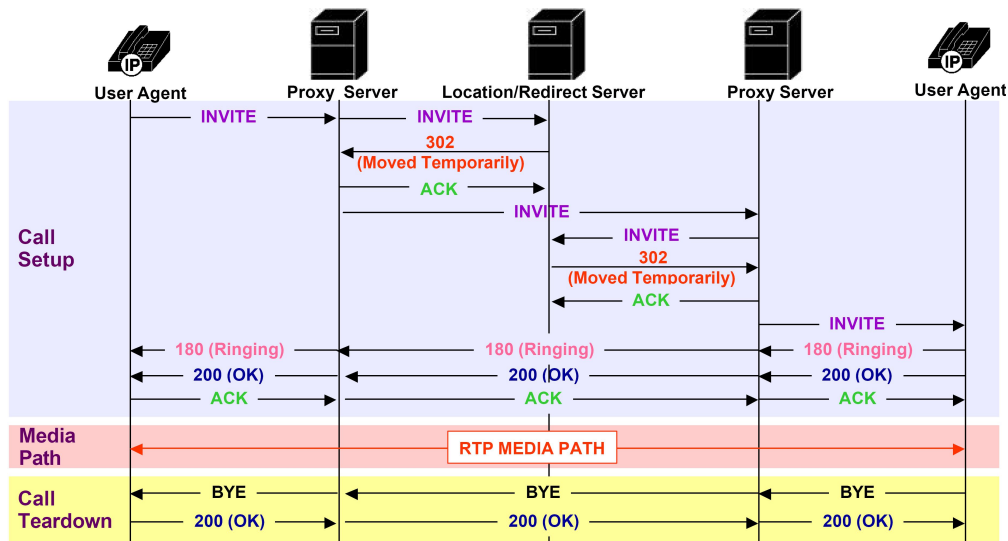 IP
IP
User Agent
Proxy Server
Location/Redirect Server
Proxy Server
User Agent
INVITE
INVITE
302
(Moved Temporarily)
ACK
INVITE
Call
Setup
INVITE
302
(Moved Temporarily)
ACK
INVITE
180 (Ringing)
180 (Ringing)
180 (Ringing)
200 (OK)
200 (OK)
200 (OK)
ACK
ACK
ACK
Media
Path
RTP MEDIA PATH
Call
Teardown
BYE
BYE
BYE
200 (OK)
200 (OK)
200 (OK)